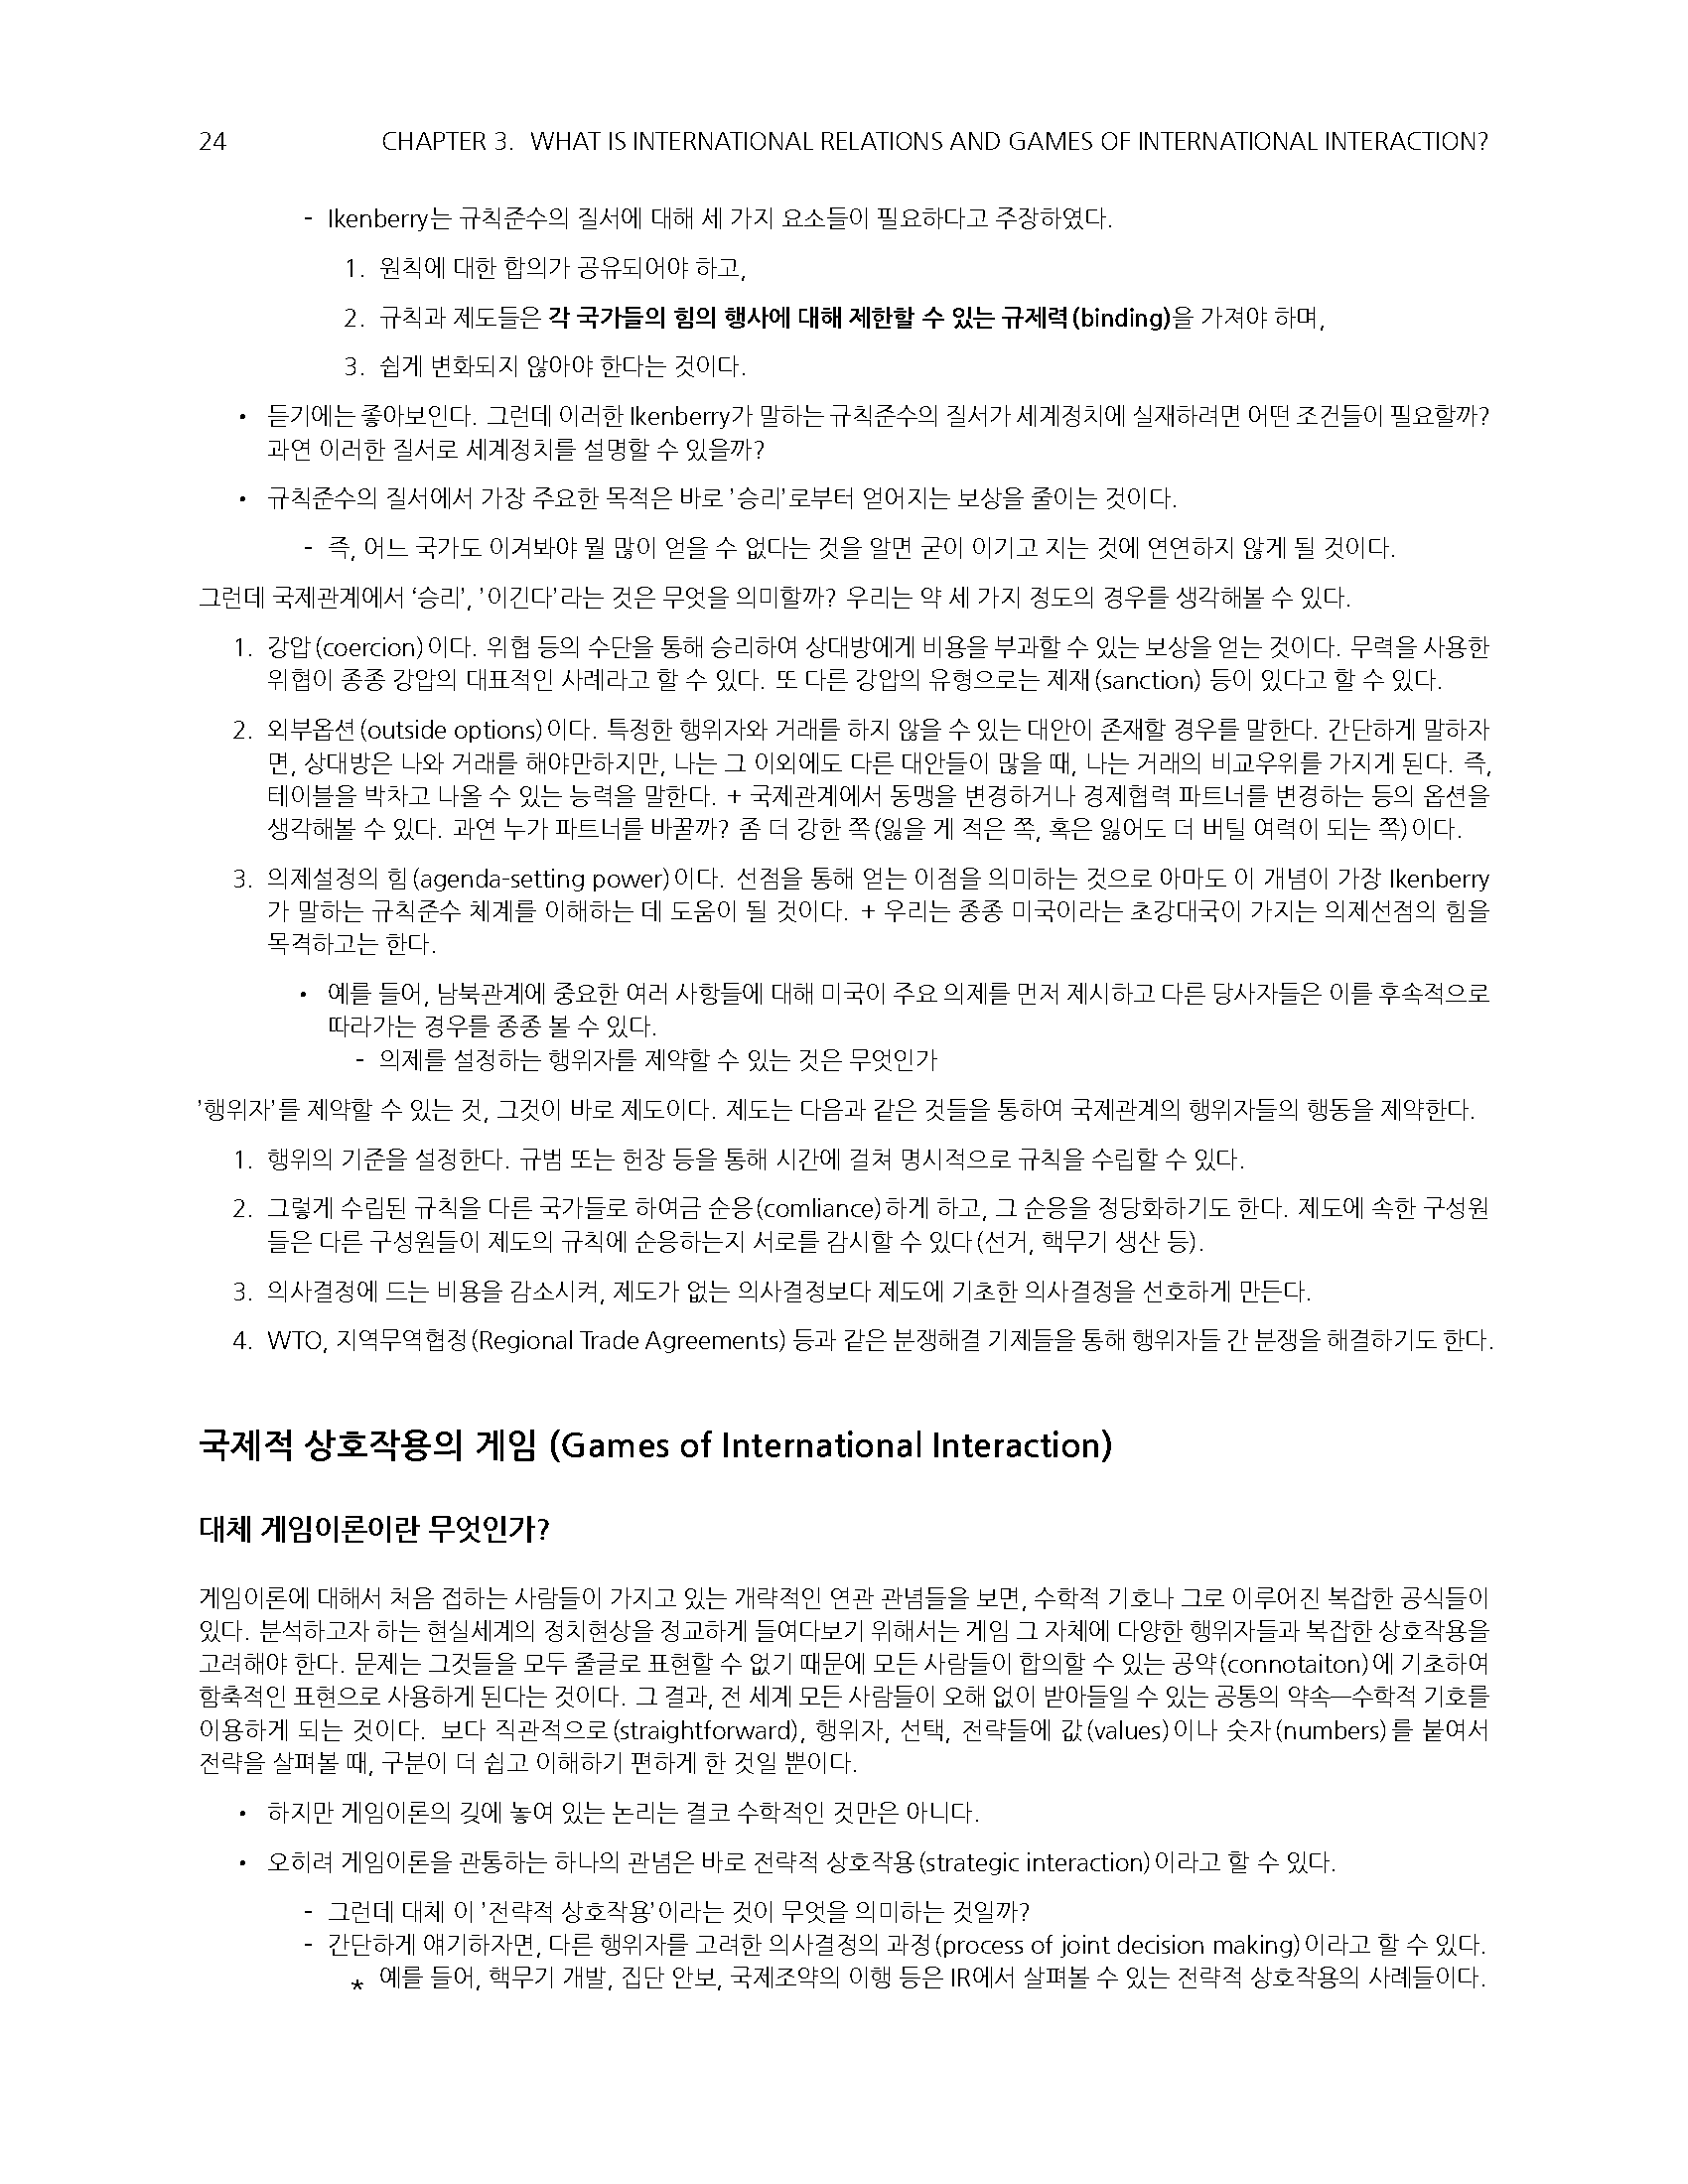 24 CHAPTER 3. WHAT IS INTERNATIONAL RELATIONS AND GAMES OF INTERNATIONAL INTERACTION?
- Ikenberry는 규칙준수의 질서에 대해 세 가지 요소들이 필요하다고 주장하였다.
1. 원칙에 대한 합의가 공유되어야 하고,
2. 규칙과 제도들은 각 국가들의 힘의 행사에 대해 제한할 수 있는 규제력(binding)을 가져야 하며,
3. 쉽게 변화되지 않아야 한다는 것이다.
• 듣기에는 좋아보인다. 그런데 이러한 Ikenberry가 말하는 규칙준수의 질서가 세계정치에 실재하려면 어떤 조건들이 필요할까?
과연 이러한 질서로 세계정치를 설명할 수 있을까?
• 규칙준수의 질서에서 가장 주요한 목적은 바로 ’승리’로부터 얻어지는 보상을 줄이는 것이다.
- 즉, 어느 국가도 이겨봐야 뭘 많이 얻을 수 없다는 것을 알면 굳이 이기고 지는 것에 연연하지 않게 될 것이다.
그런데 국제관계에서 ‘승리’, ’이긴다’라는 것은 무엇을 의미할까? 우리는 약 세 가지 정도의 경우를 생각해볼 수 있다.
1. 강압(coercion)이다. 위협 등의 수단을 통해 승리하여 상대방에게 비용을 부과할 수 있는 보상을 얻는 것이다. 무력을 사용한
위협이 종종 강압의 대표적인 사례라고 할 수 있다. 또 다른 강압의 유형으로는 제재(sanction) 등이 있다고 할 수 있다.
2. 외부옵션(outside options)이다. 특정한 행위자와 거래를 하지 않을 수 있는 대안이 존재할 경우를 말한다. 간단하게 말하자
면, 상대방은 나와 거래를 해야만하지만, 나는 그 이외에도 다른 대안들이 많을 때, 나는 거래의 비교우위를 가지게 된다. 즉,
테이블을 박차고 나올 수 있는 능력을 말한다. + 국제관계에서 동맹을 변경하거나 경제협력 파트너를 변경하는 등의 옵션을
생각해볼 수 있다. 과연 누가 파트너를 바꿀까? 좀 더 강한 쪽(잃을 게 적은 쪽, 혹은 잃어도 더 버틸 여력이 되는 쪽)이다.
3. 의제설정의 힘(agenda-setting power)이다. 선점을 통해 얻는 이점을 의미하는 것으로 아마도 이 개념이 가장 Ikenberry
가 말하는 규칙준수 체계를 이해하는 데 도움이 될 것이다. + 우리는 종종 미국이라는 초강대국이 가지는 의제선점의 힘을
목격하고는 한다.
• 예를 들어, 남북관계에 중요한 여러 사항들에 대해 미국이 주요 의제를 먼저 제시하고 다른 당사자들은 이를 후속적으로
따라가는 경우를 종종 볼 수 있다.
- 의제를 설정하는 행위자를 제약할 수 있는 것은 무엇인가
’행위자’를 제약할 수 있는 것, 그것이 바로 제도이다. 제도는 다음과 같은 것들을 통하여 국제관계의 행위자들의 행동을 제약한다.
1. 행위의 기준을 설정한다. 규범 또는 헌장 등을 통해 시간에 걸쳐 명시적으로 규칙을 수립할 수 있다.
2. 그렇게 수립된 규칙을 다른 국가들로 하여금 순응(comliance)하게 하고, 그 순응을 정당화하기도 한다. 제도에 속한 구성원
들은 다른 구성원들이 제도의 규칙에 순응하는지 서로를 감시할 수 있다(선거, 핵무기 생산 등).
3. 의사결정에 드는 비용을 감소시켜, 제도가 없는 의사결정보다 제도에 기초한 의사결정을 선호하게 만든다.
4. WTO, 지역무역협정(Regional Trade Agreements) 등과 같은 분쟁해결 기제들을 통해 행위자들 간 분쟁을 해결하기도 한다.
국제적 상호작용의 게임 (Games of International Interaction)
대체 게임이론이란 무엇인가?
게임이론에 대해서 처음 접하는 사람들이 가지고 있는 개략적인 연관 관념들을 보면, 수학적 기호나 그로 이루어진 복잡한 공식들이
있다. 분석하고자 하는 현실세계의 정치현상을 정교하게 들여다보기 위해서는 게임 그 자체에 다양한 행위자들과 복잡한 상호작용을
고려해야 한다. 문제는 그것들을 모두 줄글로 표현할 수 없기 때문에 모든 사람들이 합의할 수 있는 공약(connotaiton)에 기초하여
함축적인 표현으로 사용하게 된다는 것이다. 그 결과, 전 세계 모든 사람들이 오해 없이 받아들일 수 있는 공통의 약속—수학적 기호를
이용하게 되는 것이다. 보다 직관적으로(straightforward), 행위자, 선택, 전략들에 값(values)이나 숫자(numbers)를 붙여서
전략을 살펴볼 때, 구분이 더 쉽고 이해하기 편하게 한 것일 뿐이다.
• 하지만 게임이론의 깆에 놓여 있는 논리는 결코 수학적인 것만은 아니다.
• 오히려 게임이론을 관통하는 하나의 관념은 바로 전략적 상호작용(strategic interaction)이라고 할 수 있다.
- 그런데 대체 이 ’전략적 상호작용’이라는 것이 무엇을 의미하는 것일까?
- 간단하게 얘기하자면, 다른 행위자를 고려한 의사결정의 과정(process of joint decision making)이라고 할 수 있다.
* 예를 들어, 핵무기 개발, 집단 안보, 국제조약의 이행 등은 IR에서 살펴볼 수 있는 전략적 상호작용의 사례들이다.